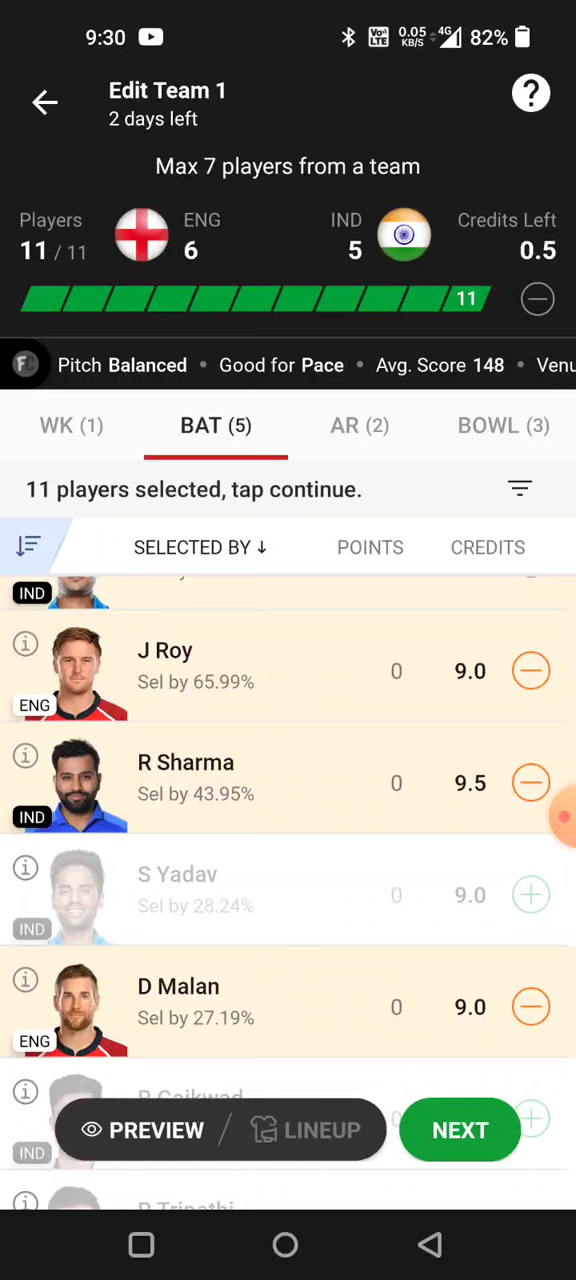 9:30
Vo LTE
0.05 KB/S
4G
82%
Edit Team 1
2 days left
?
Max 7 players from a team
Players
ENG
IND
Credits Left
11 / 11
6
5
0.5
11
F Pitch Balanced • Good for Pace • Avg. Score 148 • Venu
WK (1)
BAT (5)
AR (2)
BOWL (3)
11 players selected, tap continue.
SELECTED BY ↓
POINTS
CREDITS
IND
J Roy
Sel by 65.99%
0
9.0
ENG
R Sharma
Sel by 43.95%
0
9.5
IND
S Yadav
Sel by 28.24%
0
9.0
IND
D Malan
Sel by 27.19%
0
9.0
ENG
R Gaikwad
IND
PREVIEW / LINEUP
NEXT
R Tripathi